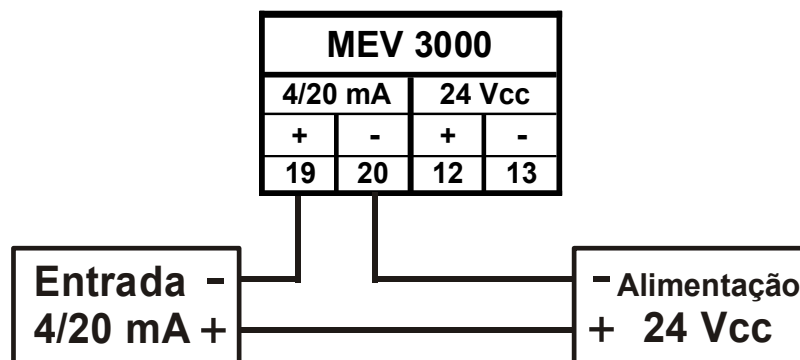 MEV 3000
4/20 mA 24 Vcc
+ - + -
19 20 12 13
Entrada - - Alimentação
4/20 mA + + 24 Vcc